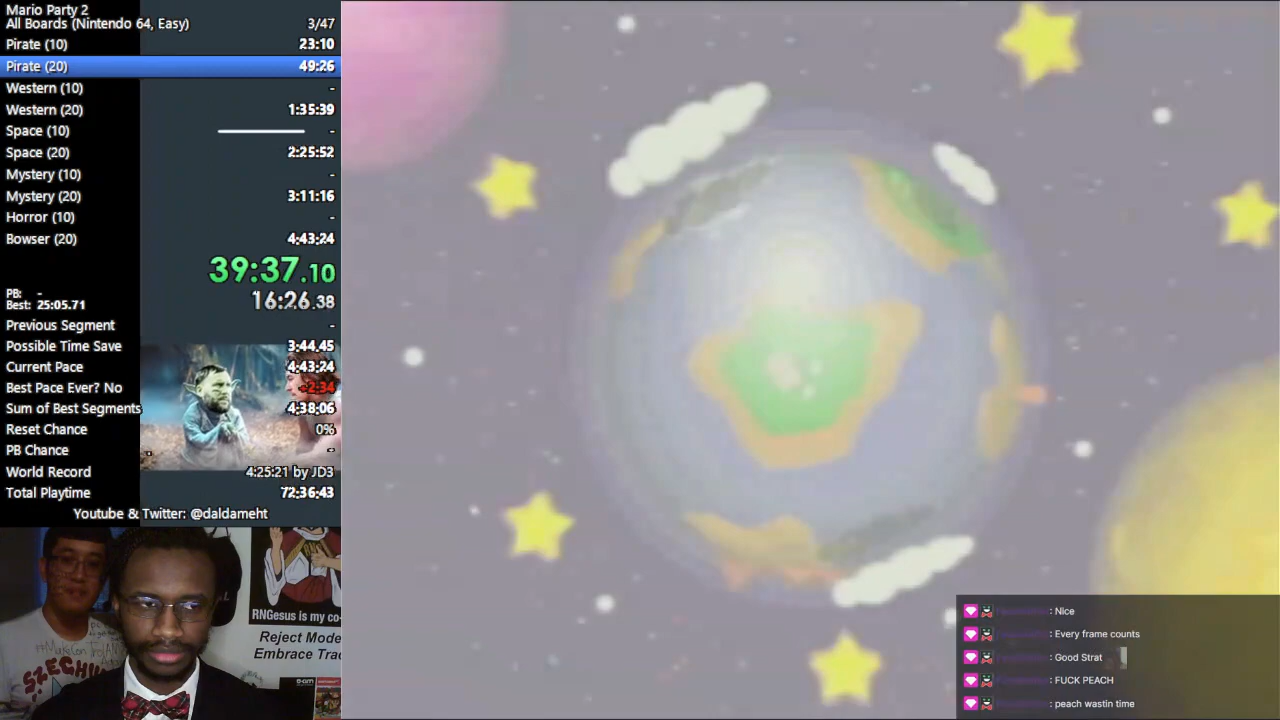 Mario Party 2
All Boards (Nintendo 64, Easy) 3/47
Pirate (10) 23:10
Pirate (20) 49:26
Western (10) -
Western (20) 1:35:39
Space (10) -
Space (20) 2:25:52
Mystery (10) -
Mystery (20) 3:11:16
Horror (10) -
Bowser (20) 4:43:24
39:37.10
PB: -
Best: 25:05.71
16:26.38
Previous Segment -
Possible Time Save 3:44.45
Current Pace 4:43:24
Best Pace Ever? No -2:34
Sum of Best Segments 4:38:06
Reset Chance 0%
PB Chance -
World Record 4:25:21 by JD3
Total Playtime 72:36:43
Youtube & Twitter: @daldameht
RNGesus is my co-
Reject Mode
Embrace Tra
: Nice
: Every frame counts
: Good Strat
: FUCK PEACH
: peach wastin time